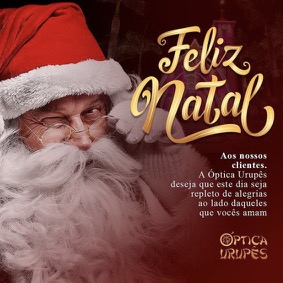 Feliz
Natal
Aos nossos
clientes.
A Óptica Urupês
deseja que este dia seja
repleto de alegrias
ao lado daqueles
que vocês amam
ÓPTICA
URUPÊS